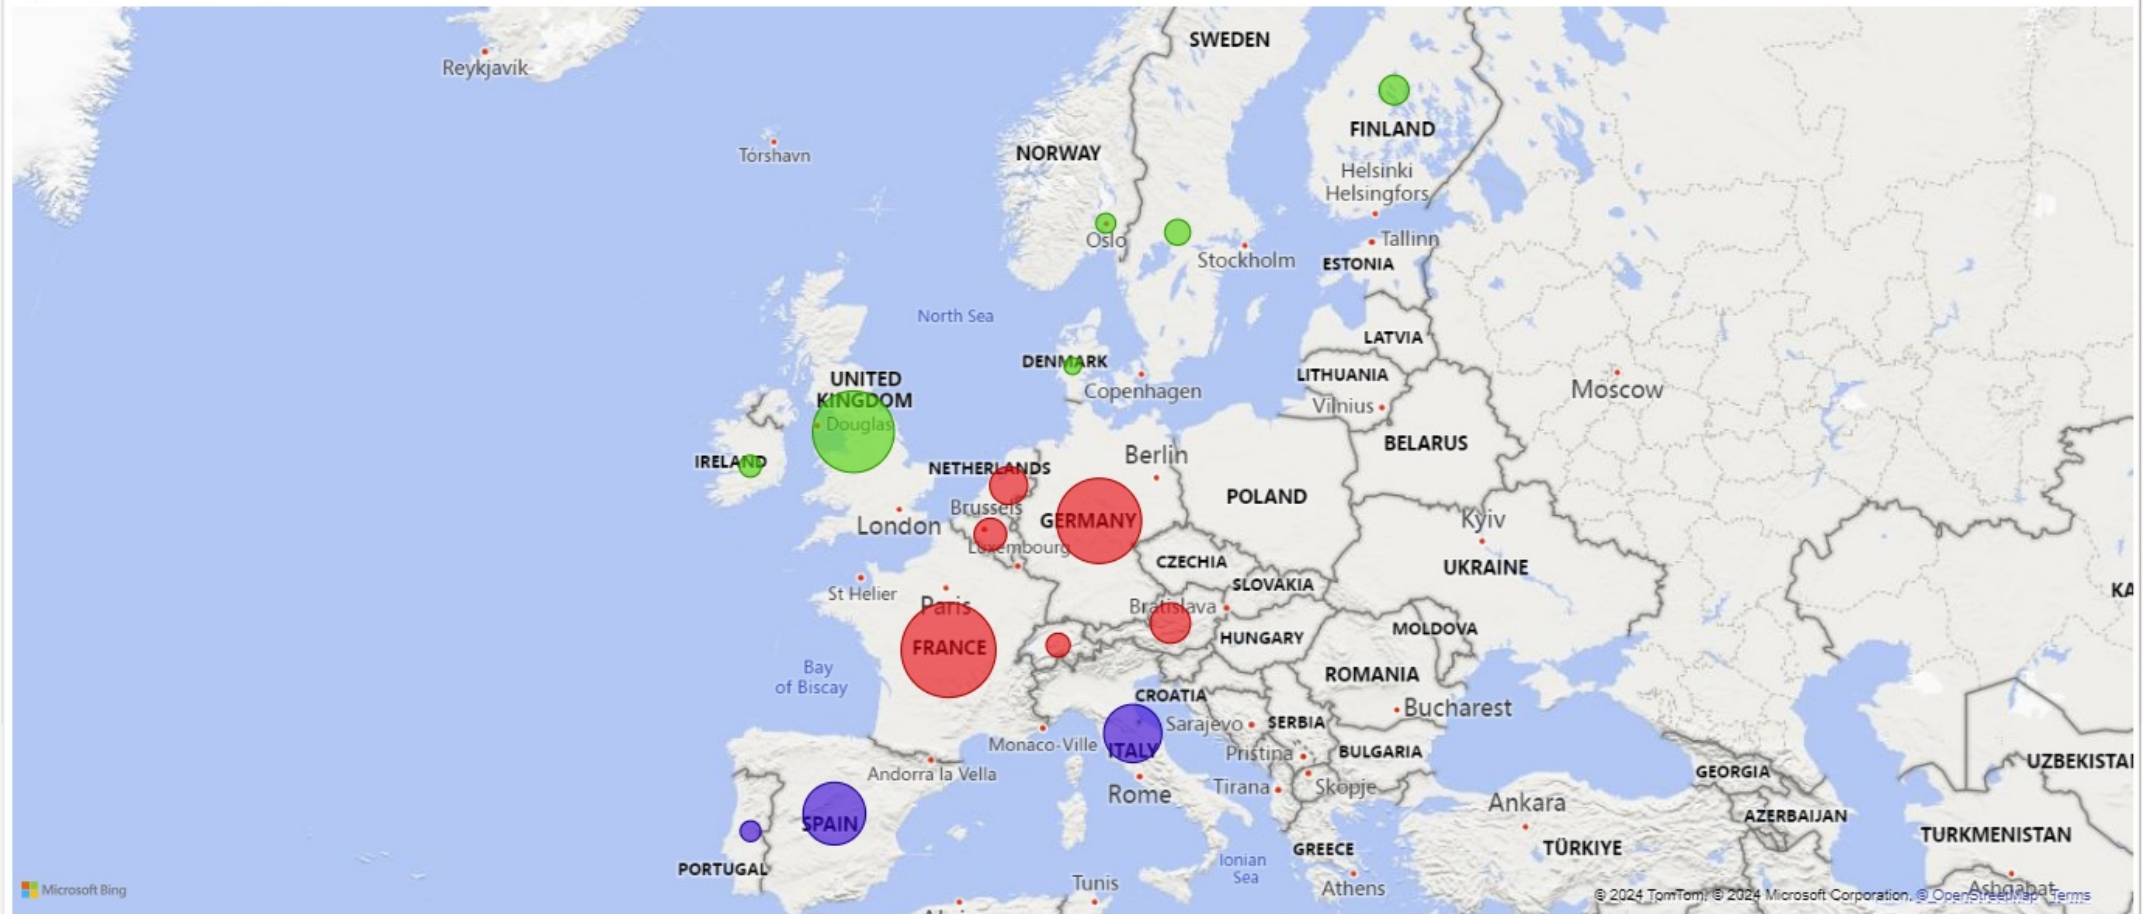 SWEDEN
Reykjavík
FINLAND
Tórshavn
NORWAY
Helsinki
Helsingfors
Oslo
Stockholm
Tallinn
ESTONIA
North Sea
LATVIA
DENMARK
Copenhagen
LITHUANIA
Vilnius
Moscow
UNITED
KINGDOM
Douglas
BELARUS
IRELAND
NETHERLANDS
Berlin
POLAND
Brussels
GERMANY
London
Kyiv
Luxembourg
CZECHIA
UKRAINE
SLOVAKIA
St Helier
Paris
Bratislava
KA
HUNGARY
MOLDOVA
FRANCE
Bay
of Biscay
ROMANIA
CROATIA
Bucharest
Sarajevo
SERBIA
Monaco-Ville
ITALY
Pristina
BULGARIA
Andorra la Vella
Rome
Tirana
Skopje
GEORGIA
UZBEKISTA
Ankara
SPAIN
AZERBAIJAN
TURKMENISTAN
GREECE
TÜRKIYE
PORTUGAL
Ionian
Sea
Tunis
Athens
Microsoft Bing
Ashgabat
© 2024 TomTom, © 2024 Microsoft Corporation, © OpenStreetMap Terms